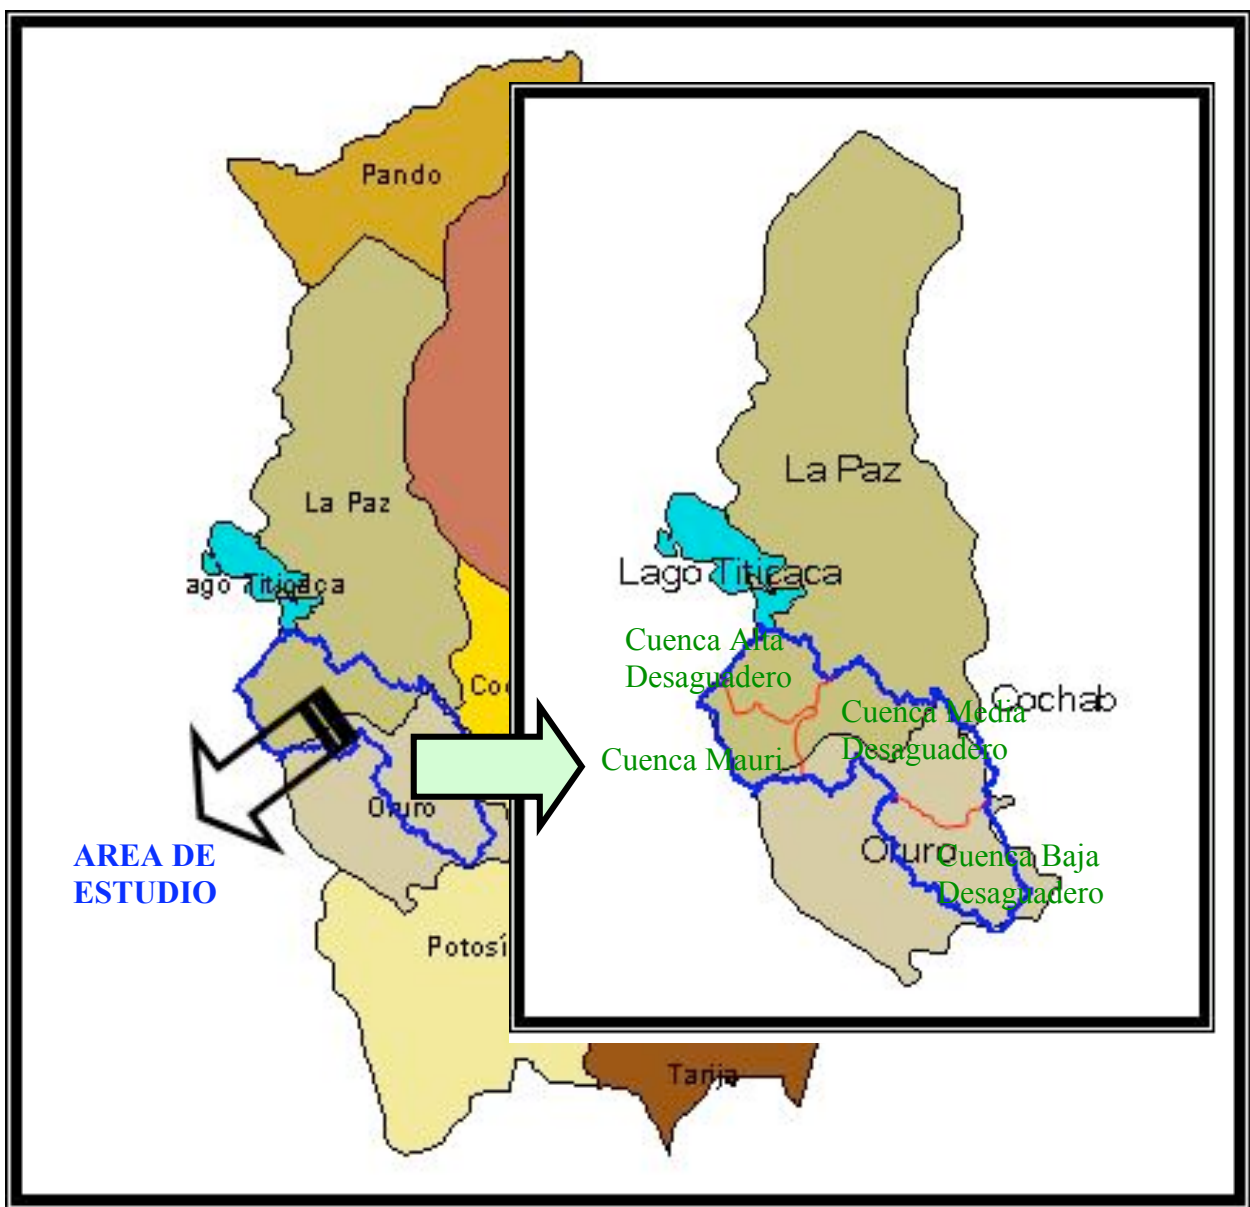 Pando
La Paz
ago Titicaca
Coc
Oruro
AREA DE
ESTUDIO
Potosí
Tarija
La Paz
Lago Titicaca
Cuenca Alta
Desaguadero
Cochab
Cuenca Media
Desaguadero
Cuenca Mauri
Oruro
Cuenca Baja
Desaguadero